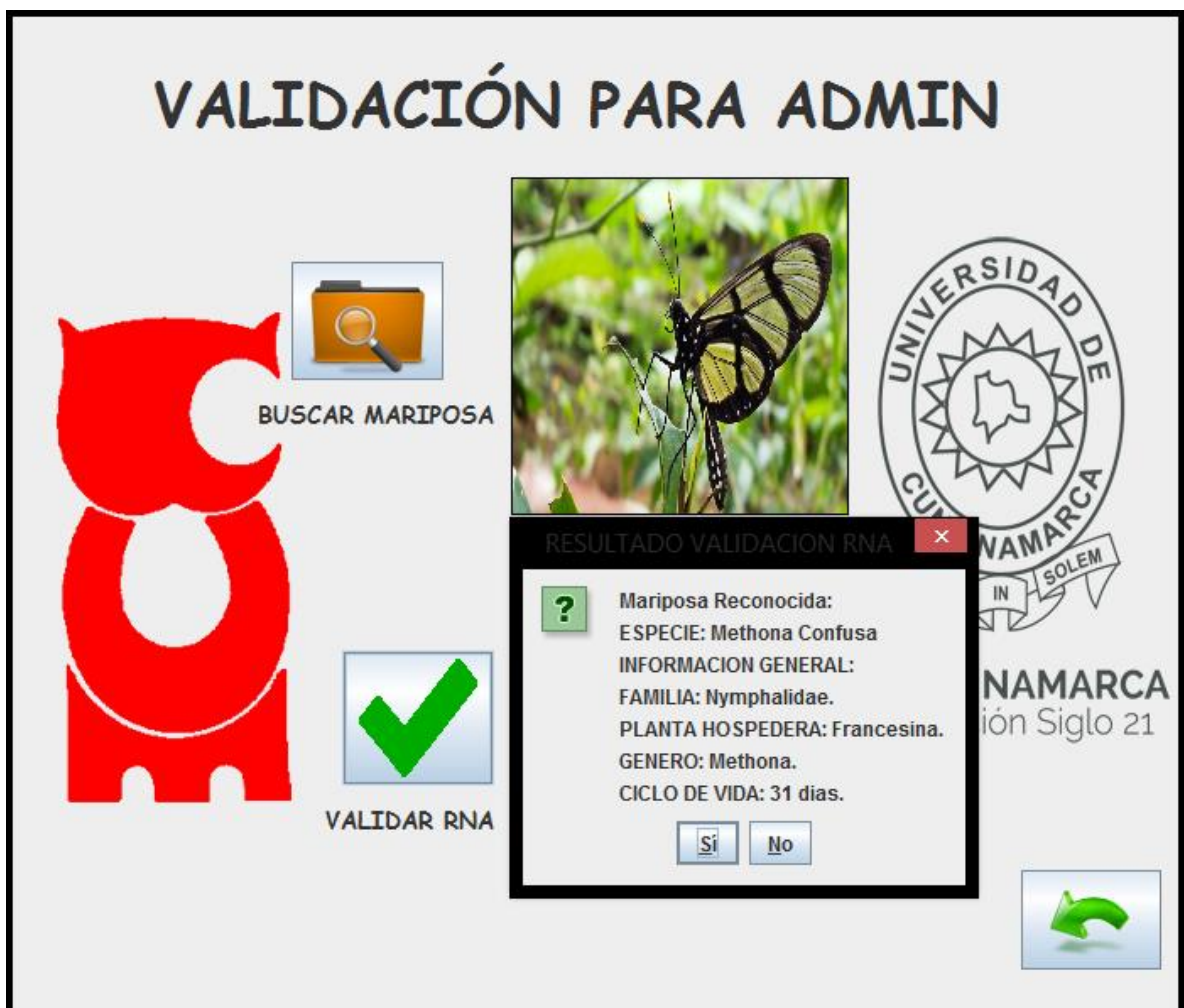 VALIDACIÓN PARA ADMIN
BUSCAR MARIPOSA
UNIVERSIDAD DE
IN SOLEM
RESULTADO VALIDACION RNA
Mariposa Reconocida:
ESPECIE: Methona Confusa
INFORMACION GENERAL:
FAMILIA: Nymphalidae.
PLANTA HOSPEDERA: Francesina.
GENERO: Methona.
CICLO DE VIDA: 31 dias.
Sí
No
NAMARCA
ión Siglo 21
VALIDAR RNA